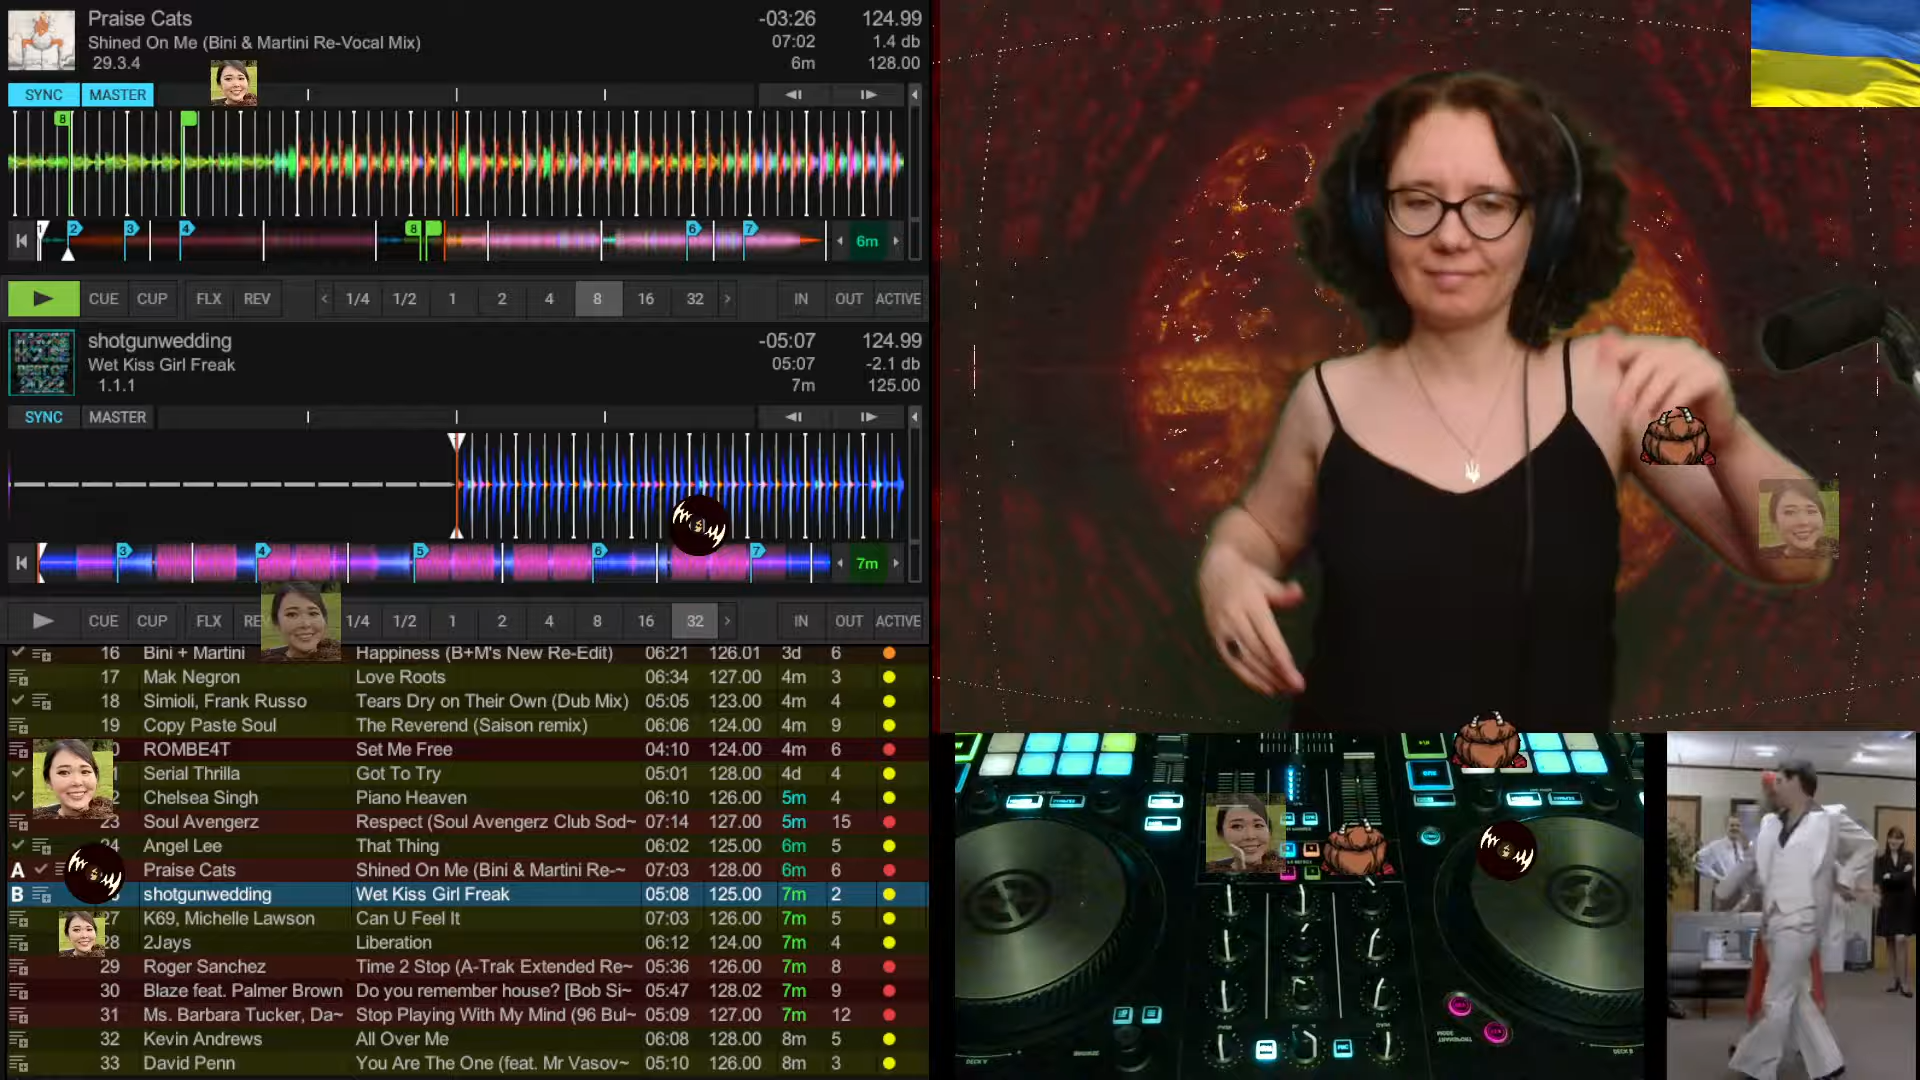 Praise Cats
-03:26
124.99
Shined On Me (Bini & Martini Re-Vocal Mix)
07:02
1.4 db
29.3.4
6m
128.00
SYNC MASTER
8
1 2 3 4 8 6 7
6m
CUE CUP FLX REV < 1/4 1/2 1 2 4 8 16 32 > IN OUT ACTIVE
shotgunwedding
-05:07
124.99
Wet Kiss Girl Freak
05:07
-2.1 db
1.1.1
7m
125.00
SYNC MASTER
3 4 5 6 7
7m
CUE CUP FLX 1/4 1/2 1 2 4 8 16 32 > IN OUT ACTIVE
16 Bini + Martini Happiness (B+M's New Re-Edit) 06:21 126.01 3d 6
17 Mak Negron Love Roots 06:34 127.00 4m 3
18 Simioli, Frank Russo Tears Dry on Their Own (Dub Mix) 05:05 123.00 4m 4
19 Copy Paste Soul The Reverend (Saison remix) 06:06 124.00 4m 9
ROMBE4T Set Me Free 04:10 124.00 4m 6
Serial Thrilla Got To Try 05:01 128.00 4d 4
Chelsea Singh Piano Heaven 06:10 126.00 5m 4
23 Soul Avengerz Respect (Soul Avengerz Club Sod~ 07:14 127.00 5m 15
24 Angel Lee That Thing 06:02 125.00 6m 5
A Praise Cats Shined On Me (Bini & Martini Re-~ 07:03 128.00 6m 6
B shotgunwedding Wet Kiss Girl Freak 05:08 125.00 7m 2
27 K69, Michelle Lawson Can U Feel It 07:03 126.00 7m 5
28 2Jays Liberation 06:12 124.00 7m 4
29 Roger Sanchez Time 2 Stop (A-Trak Extended Re~ 05:36 126.00 7m 8
30 Blaze feat. Palmer Brown Do you remember house? [Bob Si~ 05:47 128.02 7m 9
31 Ms. Barbara Tucker, Da~ Stop Playing With My Mind (96 Bul~ 05:09 127.00 7m 12
32 Kevin Andrews All Over Me 06:08 128.00 8m 5
33 David Penn You Are The One (feat. Mr Vasov~ 05:10 126.00 8m 3